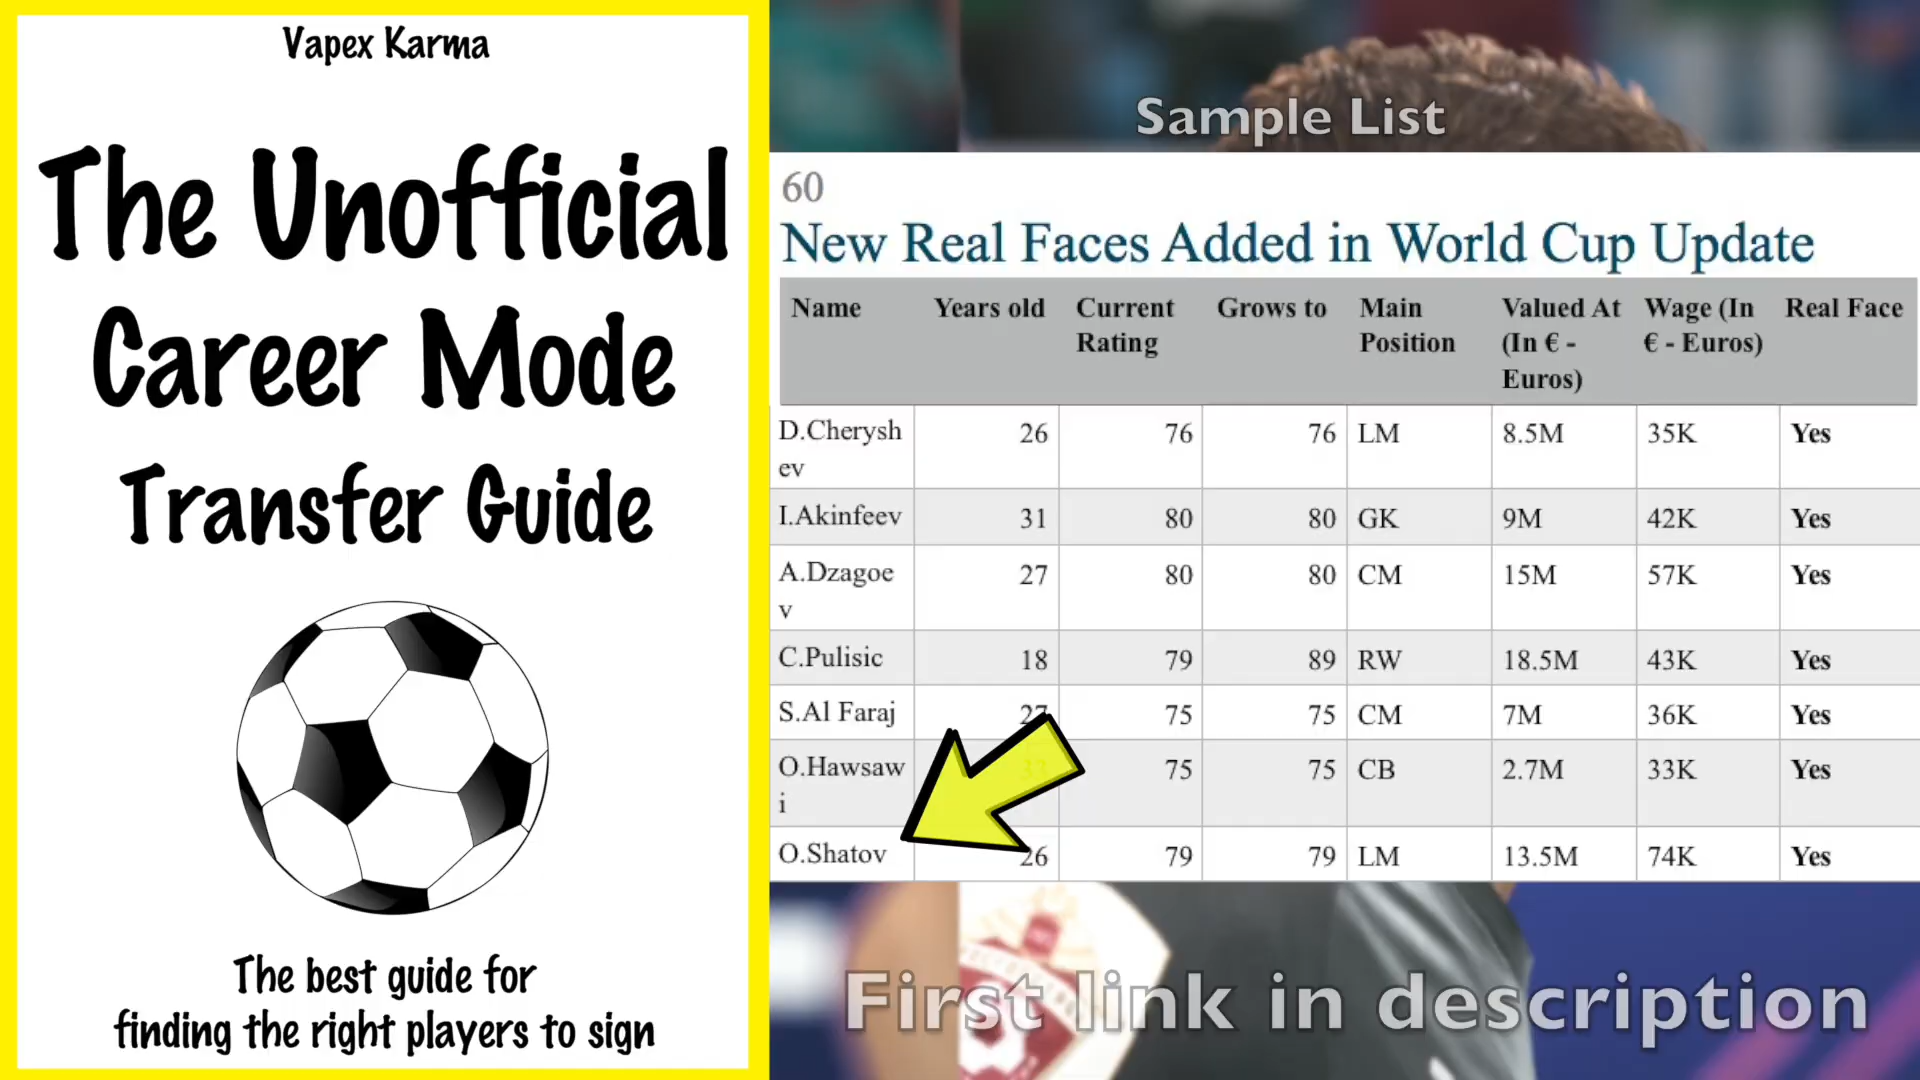 Vapex Karma
The Unofficial
Career Mode
Transfer Guide
The best guide for
finding the right players to sign
Sample List
60
New Real Faces Added in World Cup Update
Name Years old Current Rating Grows to Main Position Valued At (In € - Euros) Wage (In € - Euros) Real Face
D.Cheryshev 26 76 76 LM 8.5M 35K Yes
I.Akinfeev 31 80 80 GK 9M 42K Yes
A.Dzagoev 27 80 80 CM 15M 57K Yes
C.Pulisic 18 79 89 RW 18.5M 43K Yes
S.Al Faraj 27 75 75 CM 7M 36K Yes
O.Hawsawi 33 75 75 CB 2.7M 33K Yes
O.Shatov 26 79 79 LM 13.5M 74K Yes
First link in description